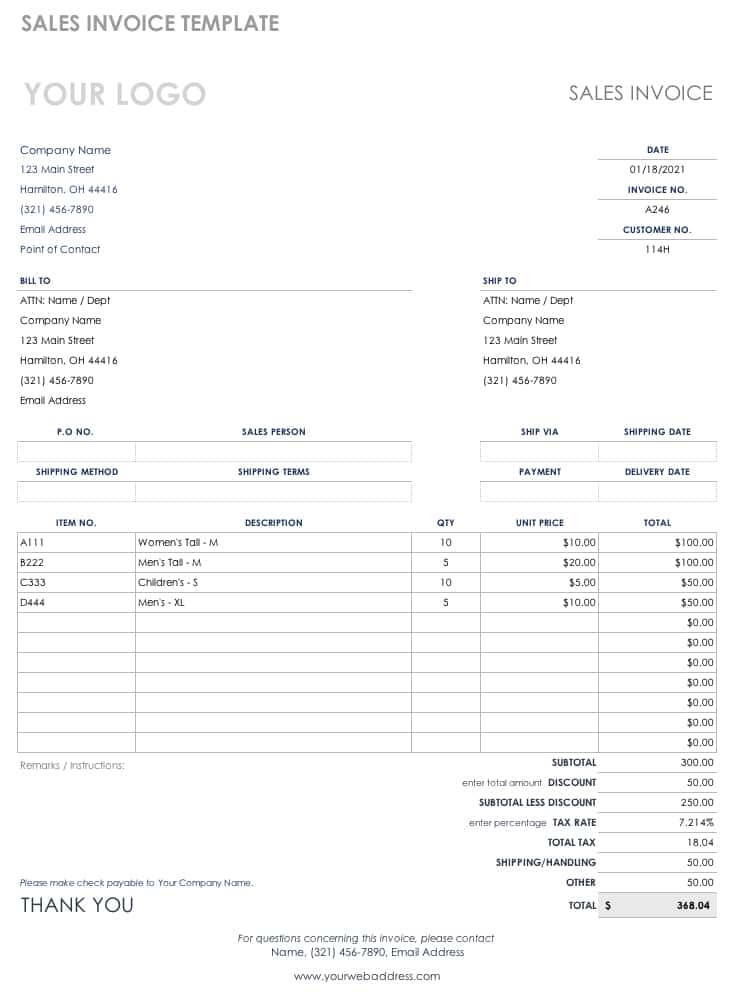 SALES INVOICE TEMPLATE
YOUR LOGO
SALES INVOICE
Company Name
123 Main Street
Hamilton, OH 44416
(321) 456-7890
Email Address
Point of Contact
DATE
01/18/2021
INVOICE NO.
A246
CUSTOMER NO.
114H
BILL TO
ATTN: Name / Dept
Company Name
123 Main Street
Hamilton, OH 44416
(321) 456-7890
Email Address
SHIP TO
ATTN: Name / Dept
Company Name
123 Main Street
Hamilton, OH 44416
(321) 456-7890
P.O NO. SALES PERSON SHIP VIA SHIPPING DATE
SHIPPING METHOD SHIPPING TERMS PAYMENT DELIVERY DATE
ITEM NO. DESCRIPTION QTY UNIT PRICE TOTAL
A111 Women's Tall - M 10 $10.00 $100.00
B222 Men's Tall - M 5 $20.00 $100.00
C333 Children's - S 10 $5.00 $50.00
D444 Men's - XL 5 $10.00 $50.00
$0.00
$0.00
$0.00
$0.00
$0.00
$0.00
$0.00
Remarks / Instructions:
SUBTOTAL 300.00
enter total amount DISCOUNT 50.00
SUBTOTAL LESS DISCOUNT 250.00
enter percentage TAX RATE 7.214%
TOTAL TAX 18.04
SHIPPING/HANDLING 50.00
Please make check payable to Your Company Name.
OTHER 50.00
THANK YOU
TOTAL $ 368.04
For questions concerning this invoice, please contact
Name, (321) 456-7890, Email Address
www.yourwebaddress.com